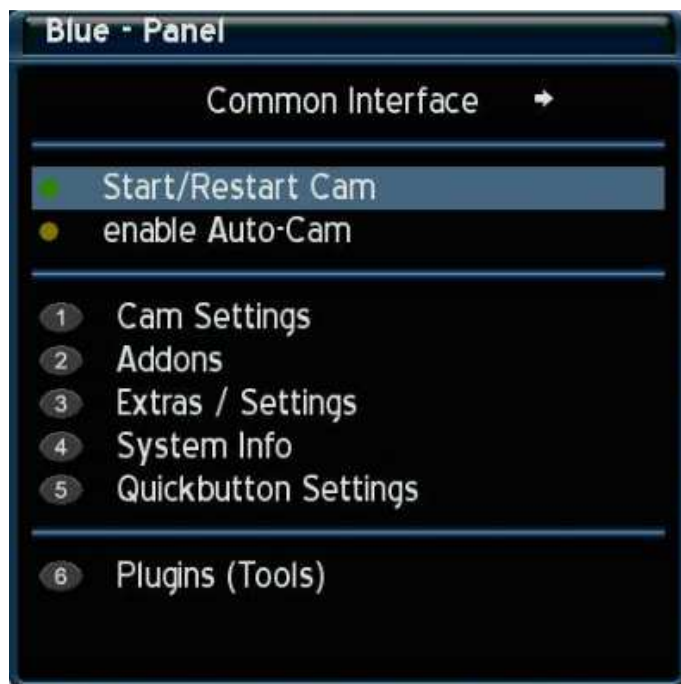 Blue - Panel
Common Interface
Start/Restart Cam
enable Auto-Cam
1 Cam Settings
2 Addons
3 Extras / Settings
4 System Info
5 Quickbutton Settings
6 Plugins (Tools)